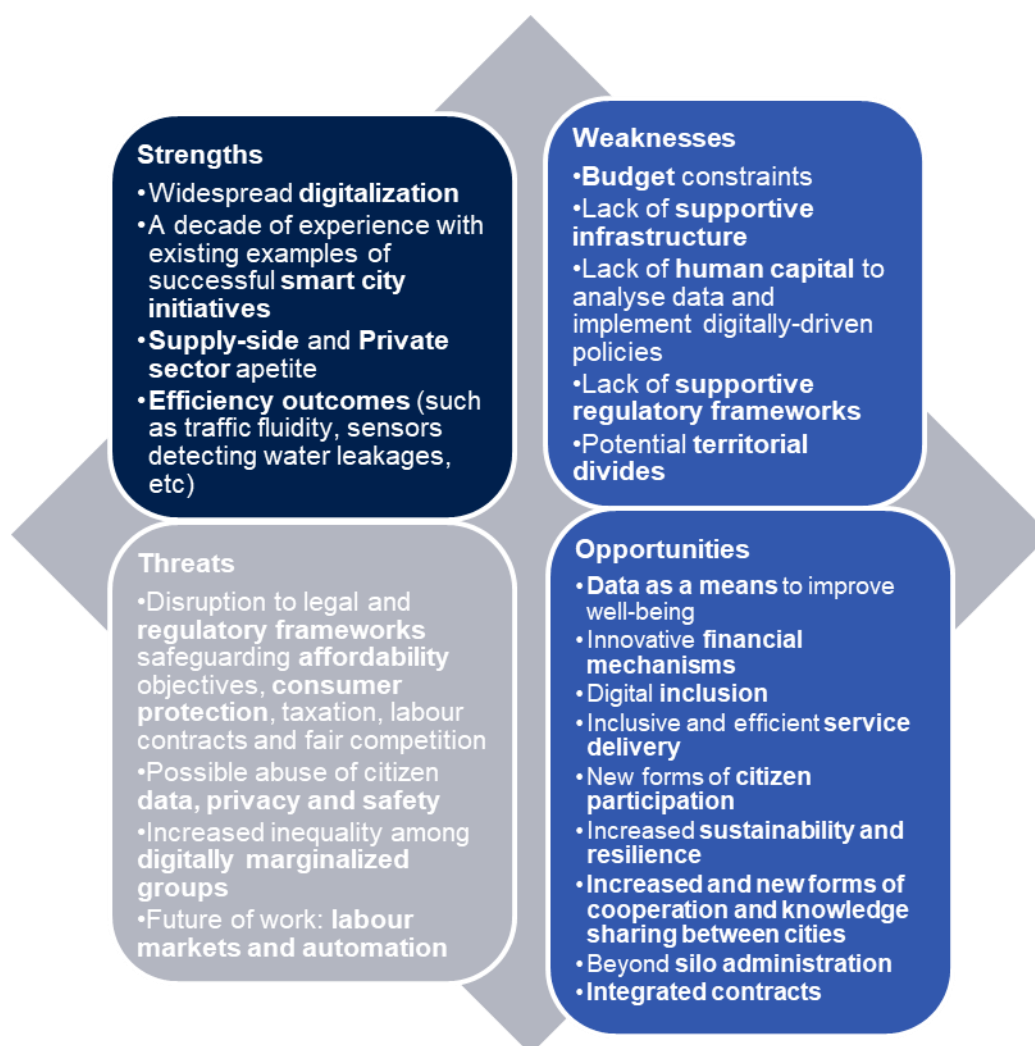 Strengths
•Widespread digitalization
•A decade of experience with
existing examples of
successful smart city
initiatives
•Supply-side and Private
sector apetite
•Efficiency outcomes (such
as traffic fluidity, sensors
detecting water leakages,
etc)
Weaknesses
•Budget constraints
•Lack of supportive
infrastructure
•Lack of human capital to
analyse data and
implement digitally-driven
policies
•Lack of supportive
regulatory frameworks
•Potential territorial
divides
Threats
•Disruption to legal and
regulatory frameworks
safeguarding affordability
objectives, consumer
protection, taxation, labour
contracts and fair competition
•Possible abuse of citizen
data, privacy and safety
•Increased inequality among
digitally marginalized
groups
•Future of work: labour
markets and automation
Opportunities
•Data as a means to improve
well-being
•Innovative financial
mechanisms
•Digital inclusion
•Inclusive and efficient service
delivery
•New forms of citizen
participation
•Increased sustainability and
resilience
•Increased and new forms of
cooperation and knowledge
sharing between cities
•Beyond silo administration
•Integrated contracts